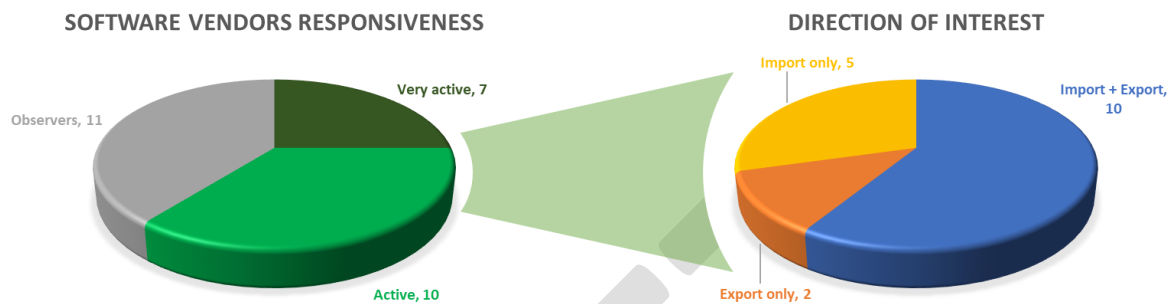 SOFTWARE VENDORS RESPONSIVENESS
Very active, 7
Observers, 11
Active, 10
DIRECTION OF INTEREST
Import only, 5
Import + Export,
10
Export only, 2